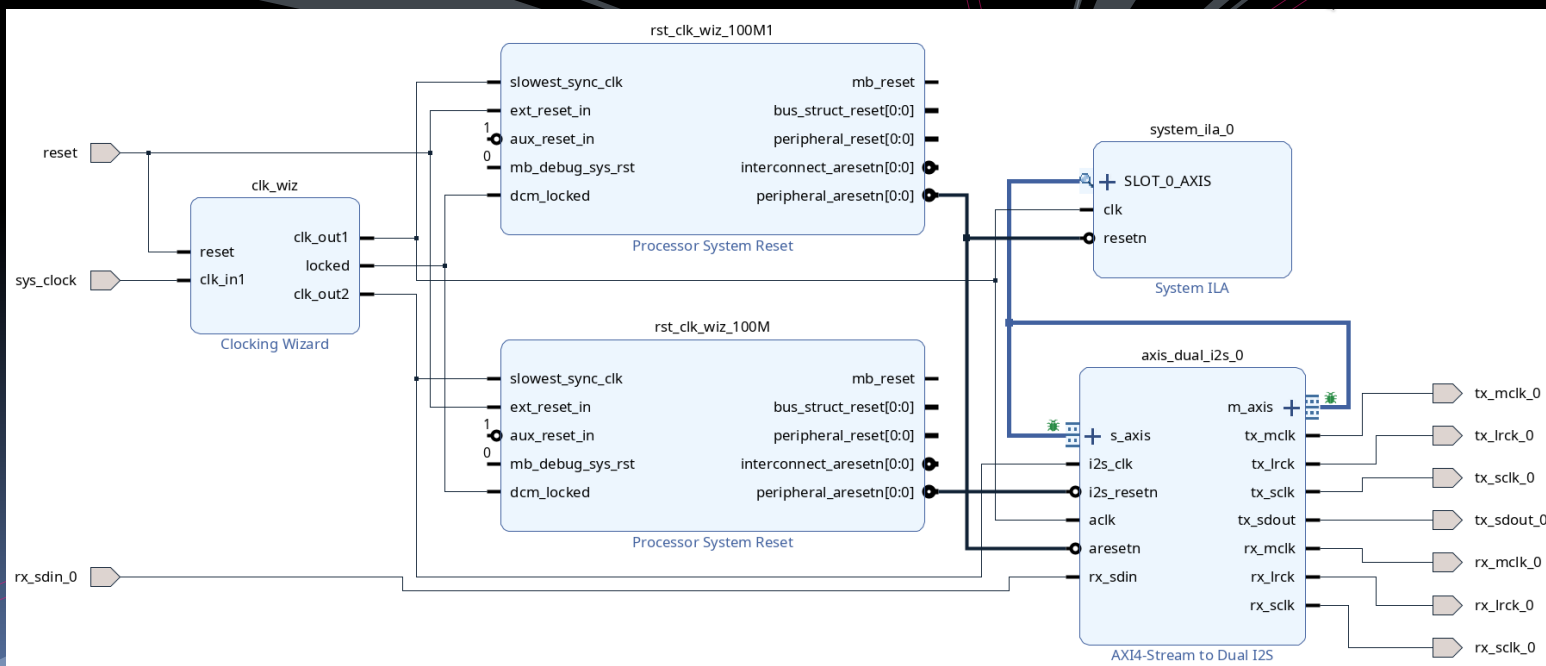 reset
sys_clock
rx_sdin_0
clk_wiz
reset
clk_in1
clk_out1
locked
clk_out2
Clocking Wizard
rst_clk_wiz_100M1
slowest_sync_clk
ext_reset_in
1
aux_reset_in
0
mb_debug_sys_rst
dcm_locked
mb_reset
bus_struct_reset[0:0]
peripheral_reset[0:0]
interconnect_aresetn[0:0]
peripheral_aresetn[0:0]
Processor System Reset
rst_clk_wiz_100M
slowest_sync_clk
ext_reset_in
1
aux_reset_in
0
mb_debug_sys_rst
dcm_locked
mb_reset
bus_struct_reset[0:0]
peripheral_reset[0:0]
interconnect_aresetn[0:0]
peripheral_aresetn[0:0]
Processor System Reset
system_ila_0
SLOT_0_AXIS
clk
resetn
System ILA
axis_dual_i2s_0
s_axis
i2s_clk
i2s_resetn
aclk
aresetn
rx_sdin
m_axis
tx_mclk
tx_lrck
tx_sclk
tx_sdout
rx_mclk
rx_lrck
rx_sclk
AXI4-Stream to Dual I2S
tx_mclk_0
tx_lrck_0
tx_sclk_0
tx_sdout_0
rx_mclk_0
rx_lrck_0
rx_sclk_0